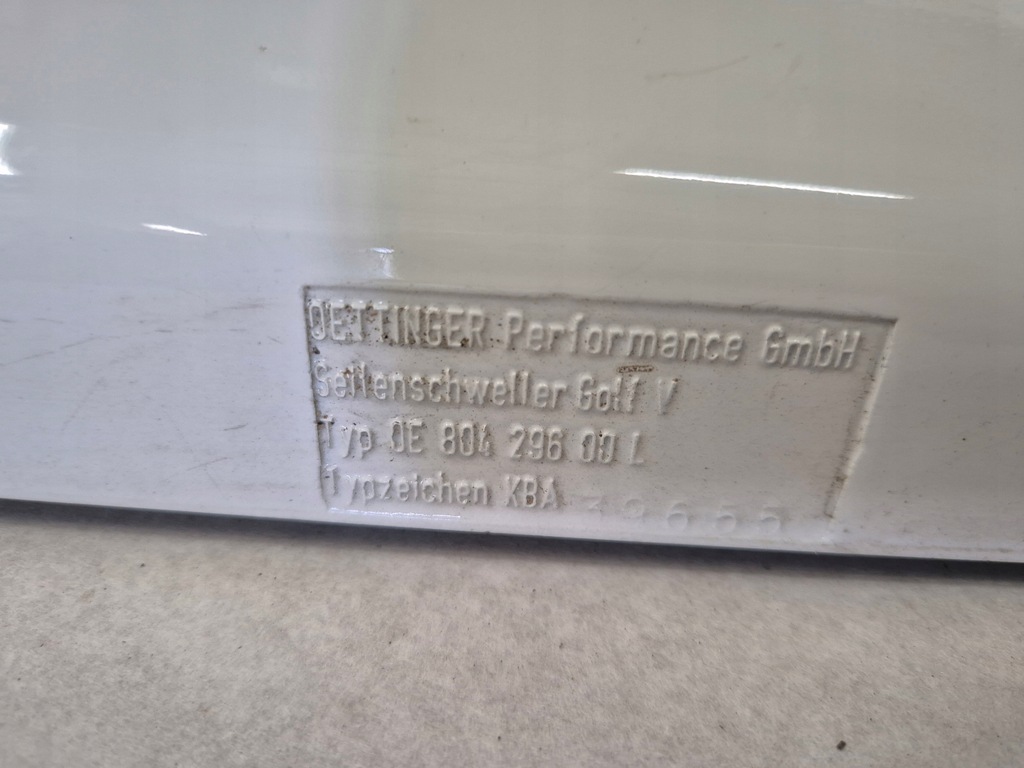 OETTINGER Performance GmbH
Seitenschweller Golf V
Typ OE 804 296 00 L
Typzeichen KBA 39655